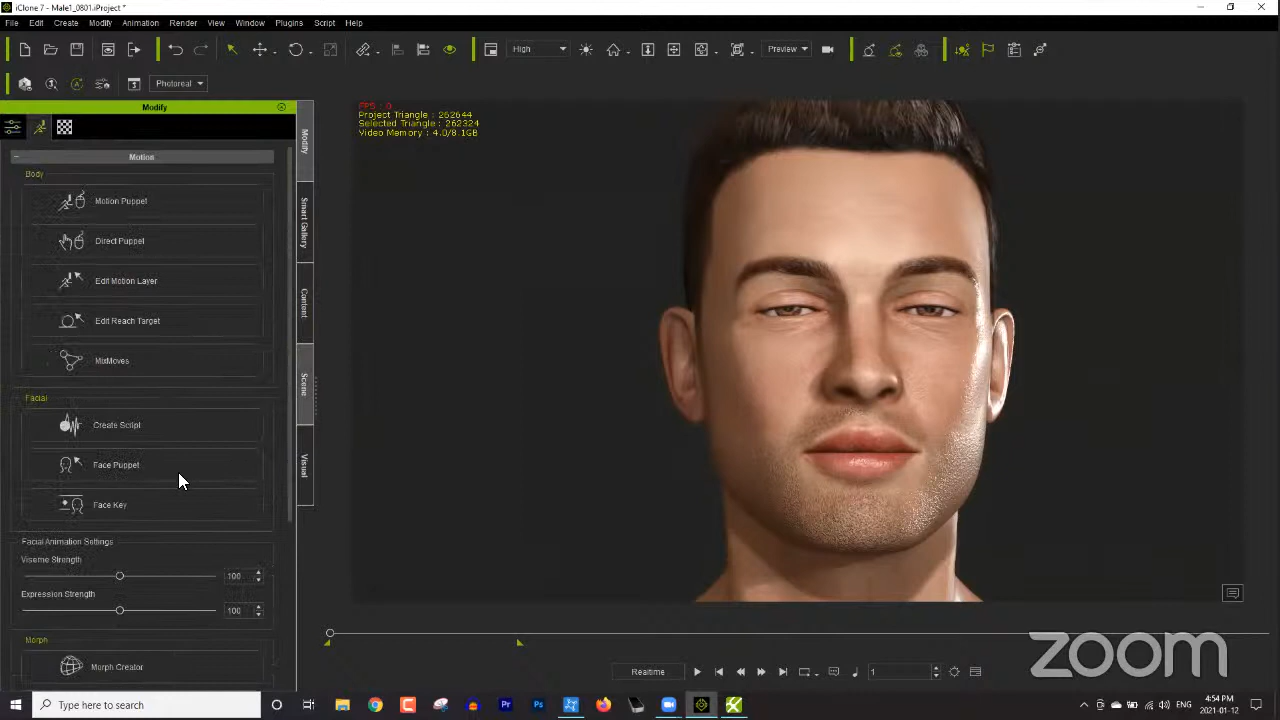 iClone 7 - Male1_0801.iProject *
File Edit Create Modify Animation Render View Window Plugins Script Help
High Preview
Photoreal
Modify
FPS : 0
Project Triangle : 262644
Selected Triangle : 262324
Video Memory : 4.0/8.1GB
Motion
Body
Motion Puppet
Direct Puppet
Edit Motion Layer
Edit Reach Target
MixMoves
Facial
Create Script
Face Puppet
Face Key
Facial Animation Settings
Viseme Strength
100
Expression Strength
100
Morph
Morph Creator
Modify
Smart Gallery
Content
Scene
Visual
Realtime 1
zoom
Type here to search
ENG
4:54 PM
2021-01-12